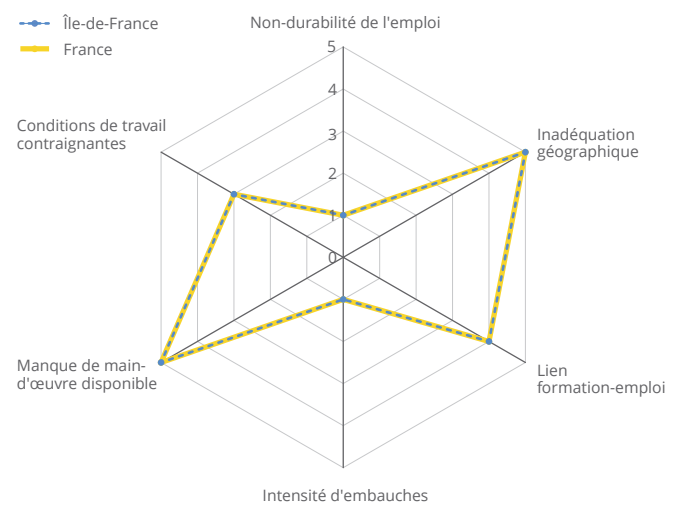 Île-de-France
France
Non-durabilité de l'emploi
5
4
3
2
1
0
Inadéquation
géographique
Conditions de travail
contraignantes
Manque de main-
d'œuvre disponible
Lien
formation-emploi
Intensité d'embauches